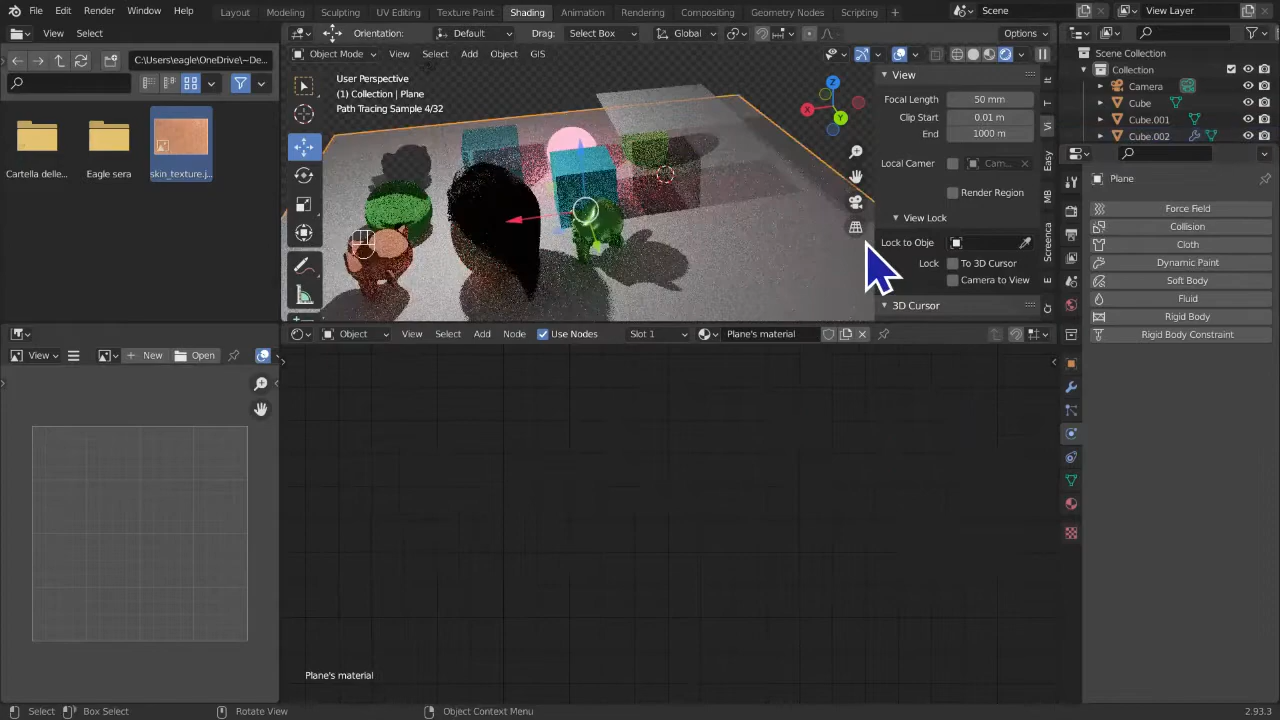 File Edit Render Window Help Layout Modeling Sculpting UV Editing Texture Paint Shading Animation Rendering Compositing Geometry Nodes Scripting + Scene View Layer
View Select Orientation: Default Drag: Select Box Global Options
C:\Users\eagle\OneDrive\~De... Object Mode View Select Add Object GIS
User Perspective
(1) Collection | Plane
Path Tracing Sample 4/32
Cartella delle... Eagle sera skin_texture.j...
Z
X
Y
View
Focal Length 50 mm
Clip Start 0.01 m
End 1000 m
Local Camer Cam...
Render Region
View Lock
Lock to Obje
Lock To 3D Cursor
Camera to View
3D Cursor
T
Vi
Easy
MB
Screenca
E
Cr
Scene Collection
Collection
Camera
Cube
Cube.001
Cube.002
Plane
Force Field
Collision
Cloth
Dynamic Paint
Soft Body
Fluid
Rigid Body
Rigid Body Constraint
View New Open
Object View Select Add Node Use Nodes Slot 1 Plane's material
Plane's material
Select Box Select Rotate View Object Context Menu 2.93.3